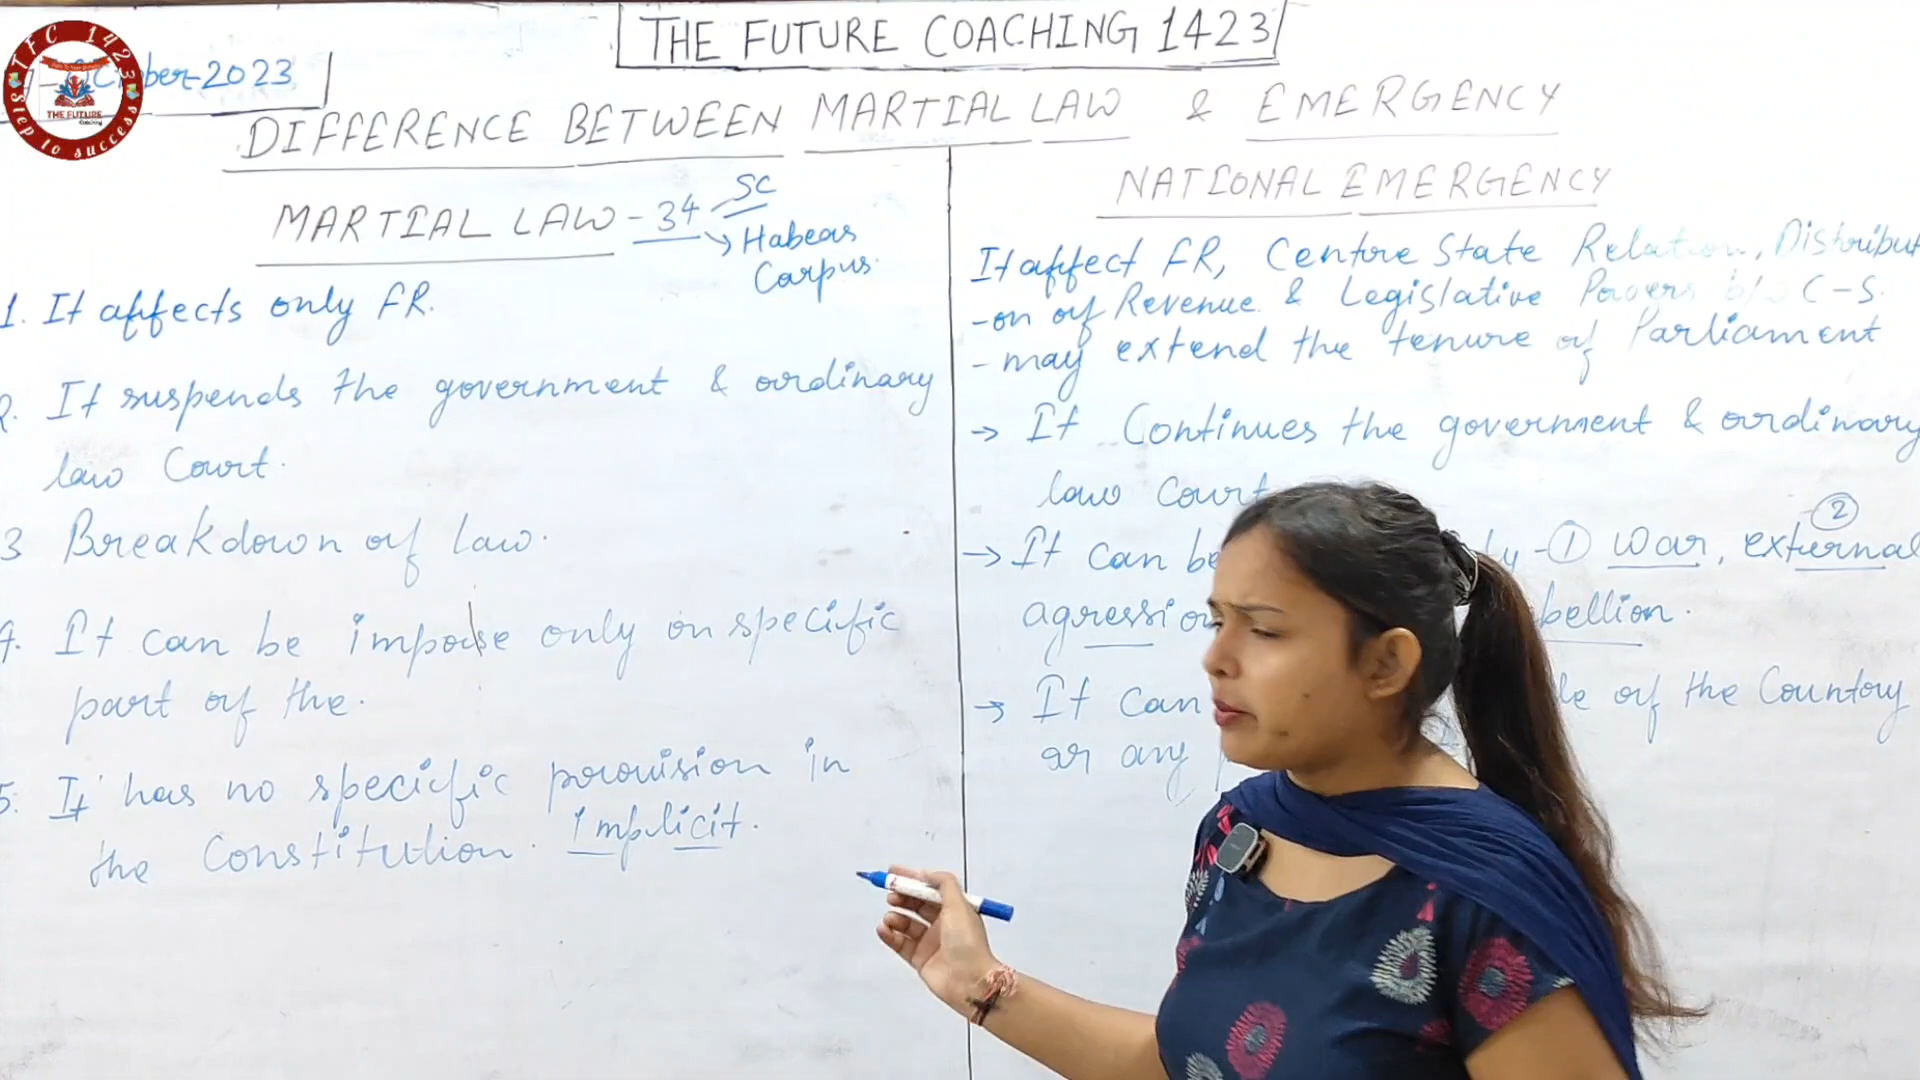 THE FUTURE COACHING 1423
TFC 1423
THE FUTURE
Step to success
ber-2023
DIFFERENCE BETWEEN MARTIAL LAW & EMERGENCY
MARTIAL LAW - 34
SC
Habeas
Corpus.
1. It affects only FR.
2. It suspends the government & ordinary
law Court.
3 Breakdown of law.
4. It can be impose only on specific
part of the.
5. It has no specific provision in
the Constitution. implicit.
NATIONAL EMERGENCY
It affect FR, Centre State Relation, Distribut
-on of Revenue & Legislative Powers b/w C-S.
- may extend the tenure of Parliament
→ It Continues the government & ordinary
law Court
→ It can be - ① war, ② external
agression bellion.
→ It can of the Country
or any